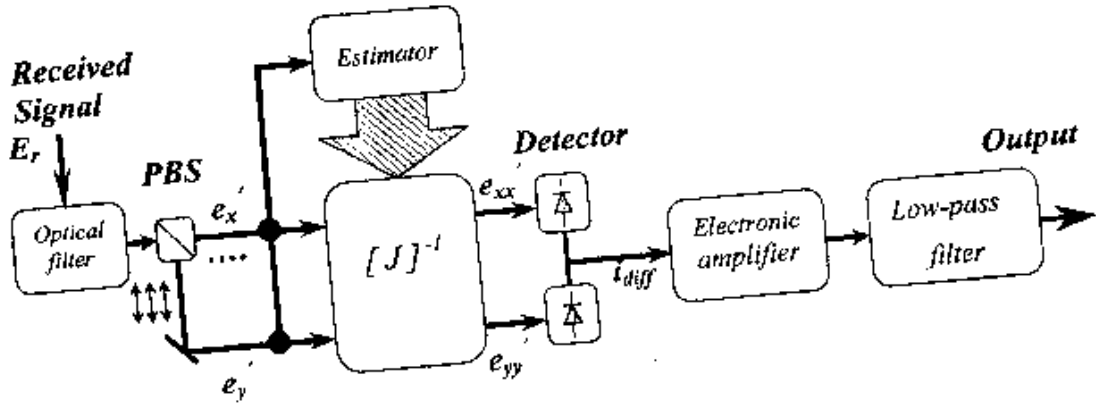 Received
Signal
E_r
Optical
filter
PBS
e_x'
....
e_y'
Estimator
[J]^-1
e_xx'
e_yy'
Detector
i_diff
Electronic
amplifier
Low-pass
filter
Output